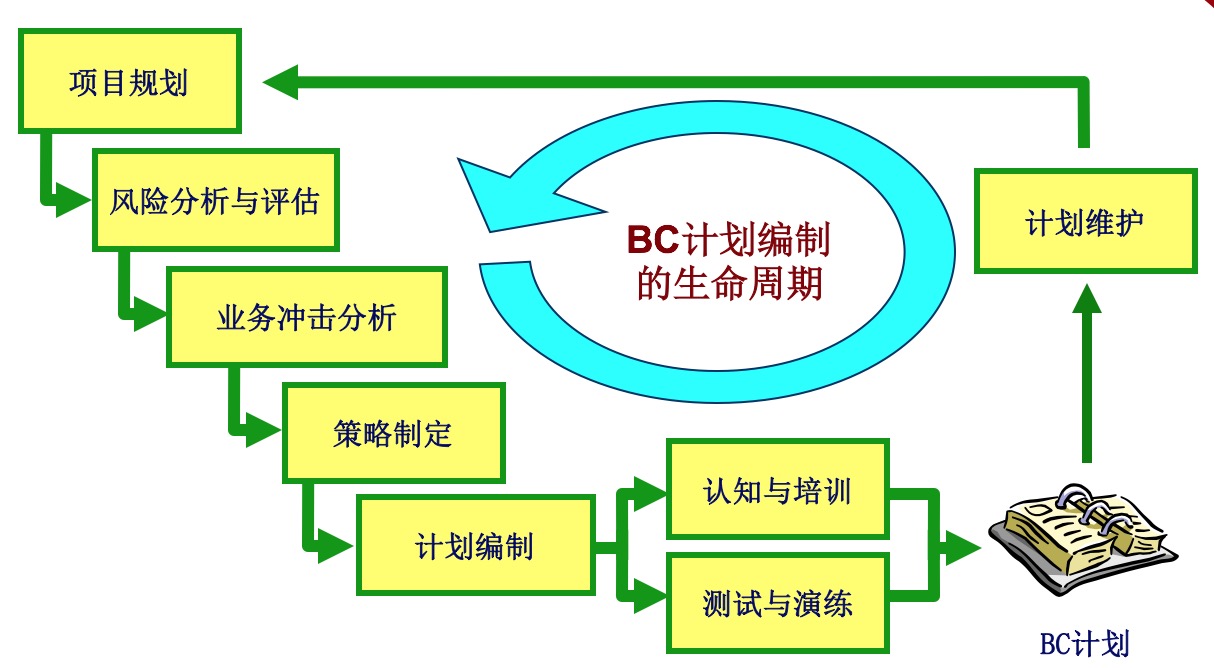 项目规划
风险分析与评估
业务冲击分析
策略制定
计划编制
认知与培训
测试与演练
BC计划
计划维护
BC计划编制
的生命周期